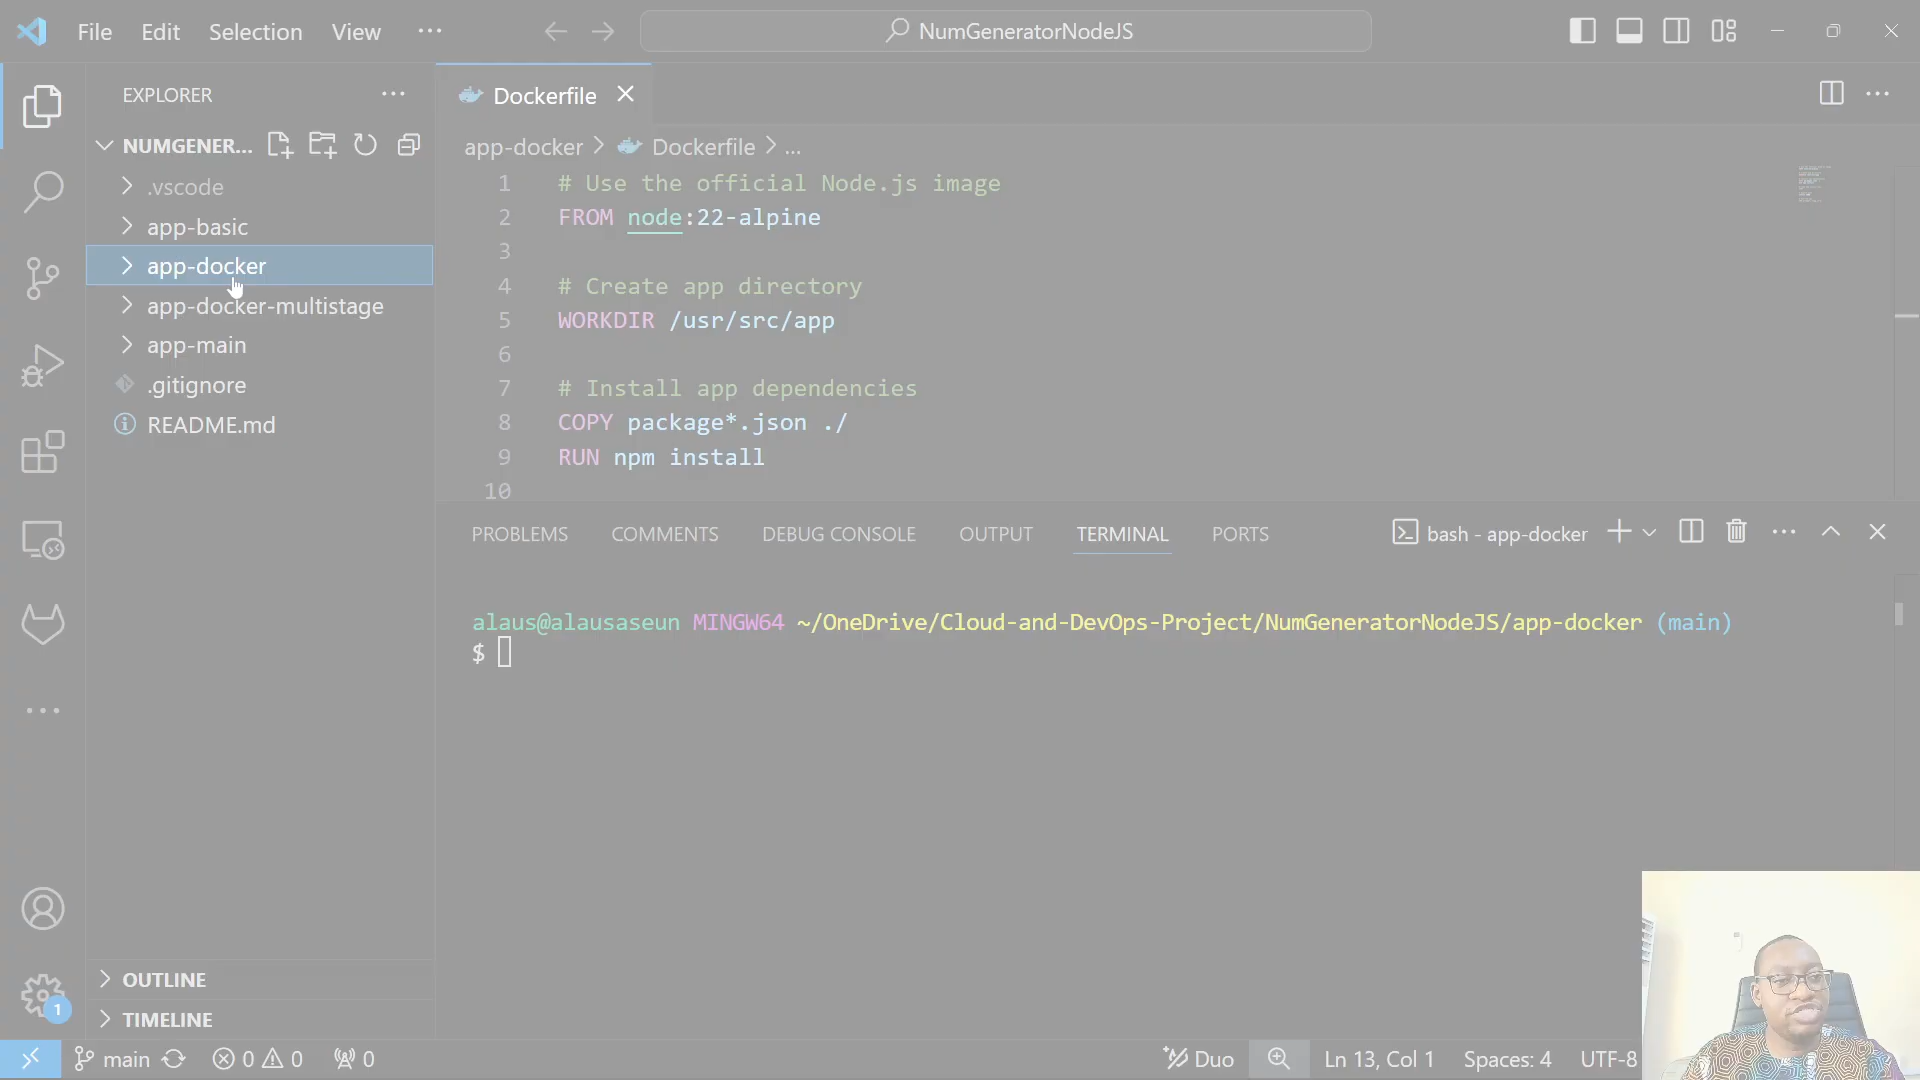 File Edit Selection View ···
NumGeneratorNodeJS
EXPLORER
NUMGENER...
.vscode
app-basic
app-docker
app-docker-multistage
app-main
.gitignore
README.md
OUTLINE
TIMELINE
Dockerfile
app-docker > Dockerfile > ...
1 # Use the official Node.js image
2 FROM node:22-alpine
3
4 # Create app directory
5 WORKDIR /usr/src/app
6
7 # Install app dependencies
8 COPY package*.json ./
9 RUN npm install
10
PROBLEMS COMMENTS DEBUG CONSOLE OUTPUT TERMINAL PORTS
bash - app-docker
alaus@alausaseun MINGW64 ~/OneDrive/Cloud-and-DevOps-Project/NumGeneratorNodeJS/app-docker (main)
$
1
main 0 0 0
Duo Ln 13, Col 1 Spaces: 4 UTF-8